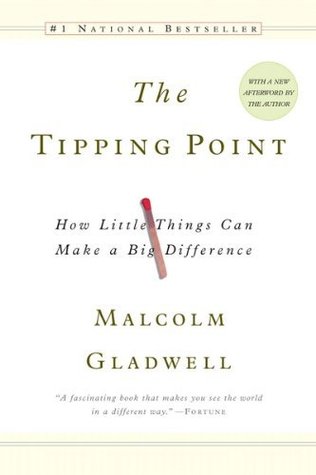 #1 National Bestseller
The
Tipping Point
WITH A NEW
AFTERWORD BY
THE AUTHOR
How Little Things Can
Make a Big Difference
Malcolm
Gladwell
"A fascinating book that makes you see the world
in a different way."—Fortune